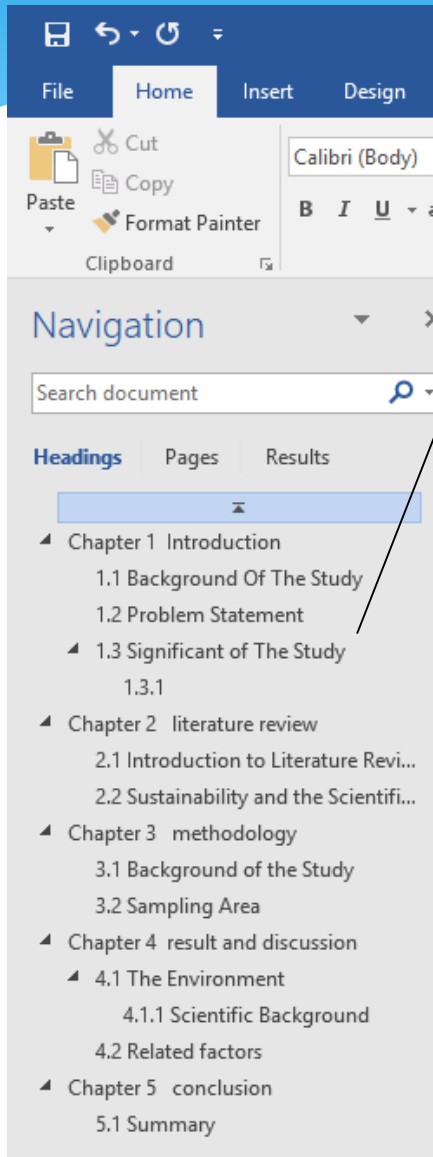 File Home Insert Design
Cut
Calibri (Body)
Copy
Paste
Format Painter
B I U
Clipboard
Navigation
Search document
Headings Pages Results
Chapter 1 Introduction
1.1 Background Of The Study
1.2 Problem Statement
1.3 Significant of The Study
1.3.1
Chapter 2 literature review
2.1 Introduction to Literature Revi...
2.2 Sustainability and the Scientifi...
Chapter 3 methodology
3.1 Background of the Study
3.2 Sampling Area
Chapter 4 result and discussion
4.1 The Environment
4.1.1 Scientific Background
4.2 Related factors
Chapter 5 conclusion
5.1 Summary